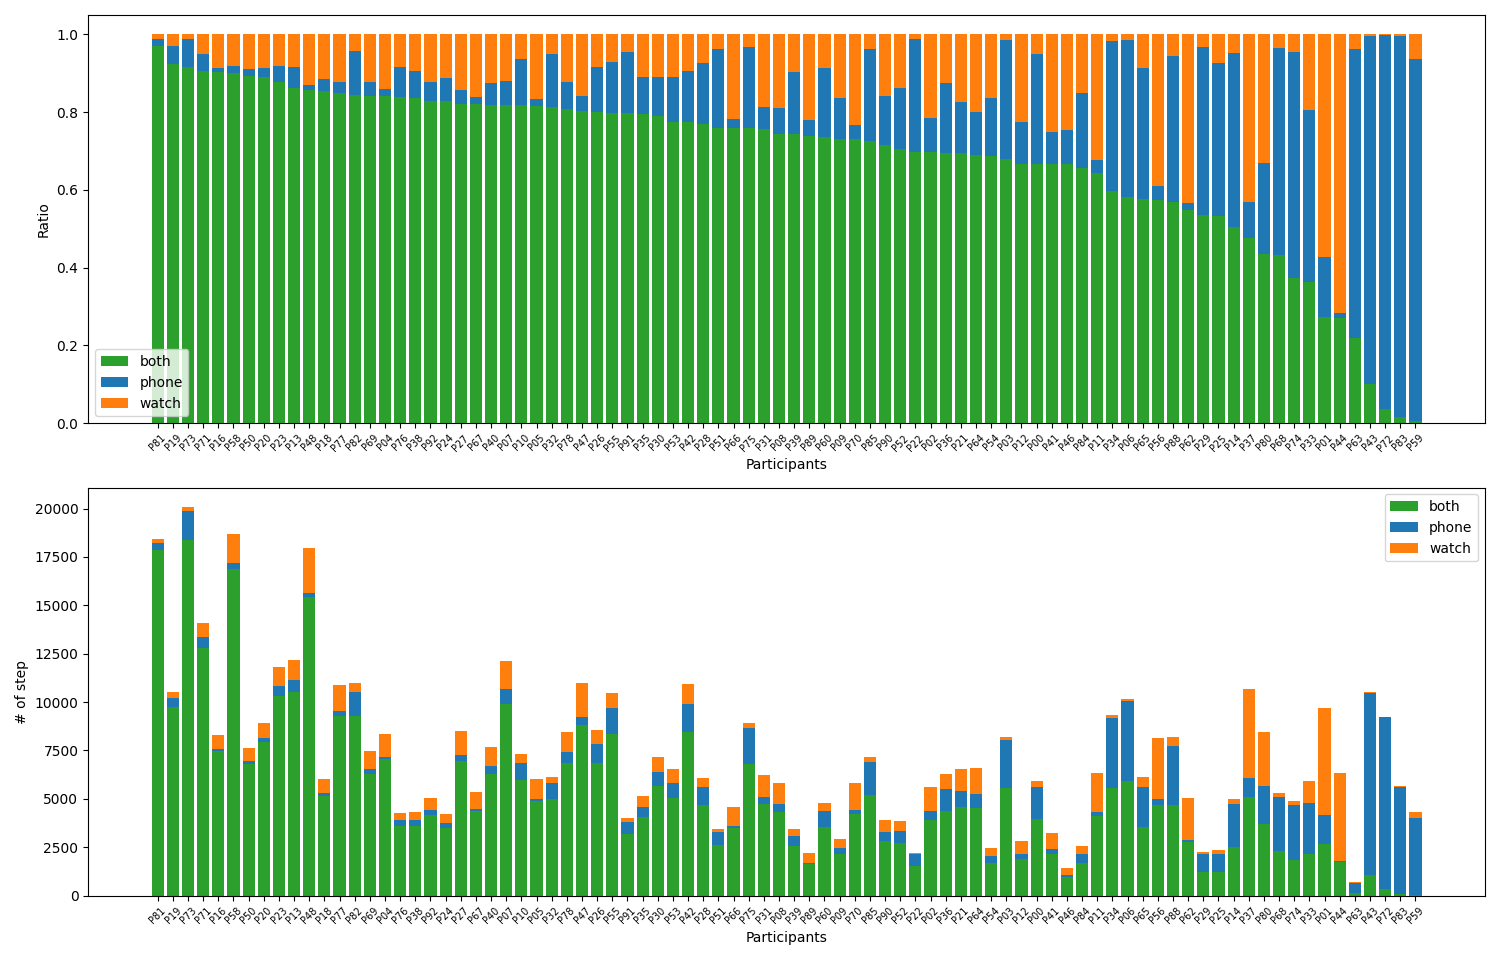 1.0
0.8
0.6
0.4
0.2
0.0
Ratio
both
phone
watch
P81 P19 P73 P71 P16 P58 P50 P20 P23 P13 P48 P18 P77 P82 P69 P04 P76 P38 P92 P24 P27 P67 P40 P07 P10 P05 P32 P78 P47 P26 P55 P91 P35 P30 P53 P42 P28 P51 P66 P75 P31 P08 P39 P89 P60 P09 P70 P85 P90 P52 P22 P02 P36 P21 P64 P54 P03 P12 P00 P41 P46 P84 P11 P34 P06 P65 P56 P88 P62 P29 P25 P14 P37 P80 P68 P74 P33 P01 P44 P63 P43 P72 P83 P59
Participants
20000
17500
15000
12500
10000
7500
5000
2500
0
# of step
both
phone
watch
P81 P19 P73 P71 P16 P58 P50 P20 P23 P13 P48 P18 P77 P82 P69 P04 P76 P38 P92 P24 P27 P67 P40 P07 P10 P05 P32 P78 P47 P26 P55 P91 P35 P30 P53 P42 P28 P51 P66 P75 P31 P08 P39 P89 P60 P09 P70 P85 P90 P52 P22 P02 P36 P21 P64 P54 P03 P12 P00 P41 P46 P84 P11 P34 P06 P65 P56 P88 P62 P29 P25 P14 P37 P80 P68 P74 P33 P01 P44 P63 P43 P72 P83 P59
Participants